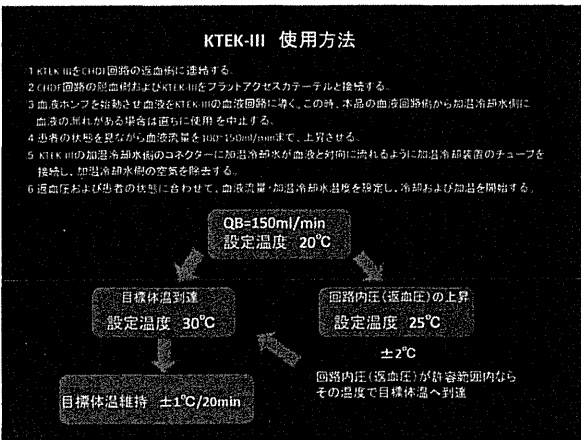 KTEK-III 使用方法
1 KTEK-IIIをCHDF回路の返血側に連結する。
2 CHDF回路の脱血側およびKTEK-IIIをブラットアクセスカテーテルと接続する。
3 血液ポンプを始動させ血液をKTEK-IIIの血液回路に導く。この時、本品の血液回路側から加温冷却水側に
血液の漏れがある場合は直ちに使用を中止する。
4 患者の状態を見ながら血液流量を100-150ml/minまで、上昇させる。
5 KTEK-IIIの加温冷却水側のコネクターに加温冷却水が血液と対向に流れるように加温冷却装置のチューブを
接続し、加温冷却水側の空気を除去する。
6 返血圧および患者の状態に合わせて、血液流量・加温冷却水温度を設定し、冷却および加温を開始する。
QB=150ml/min
設定温度 20℃
目標体温到達
設定温度 30℃
回路内圧(返血圧)の上昇
設定温度 25℃
±2℃
回路内圧(返血圧)が許容範囲内なら
その温度で目標体温へ到達
目標体温維持 ±1℃/20min